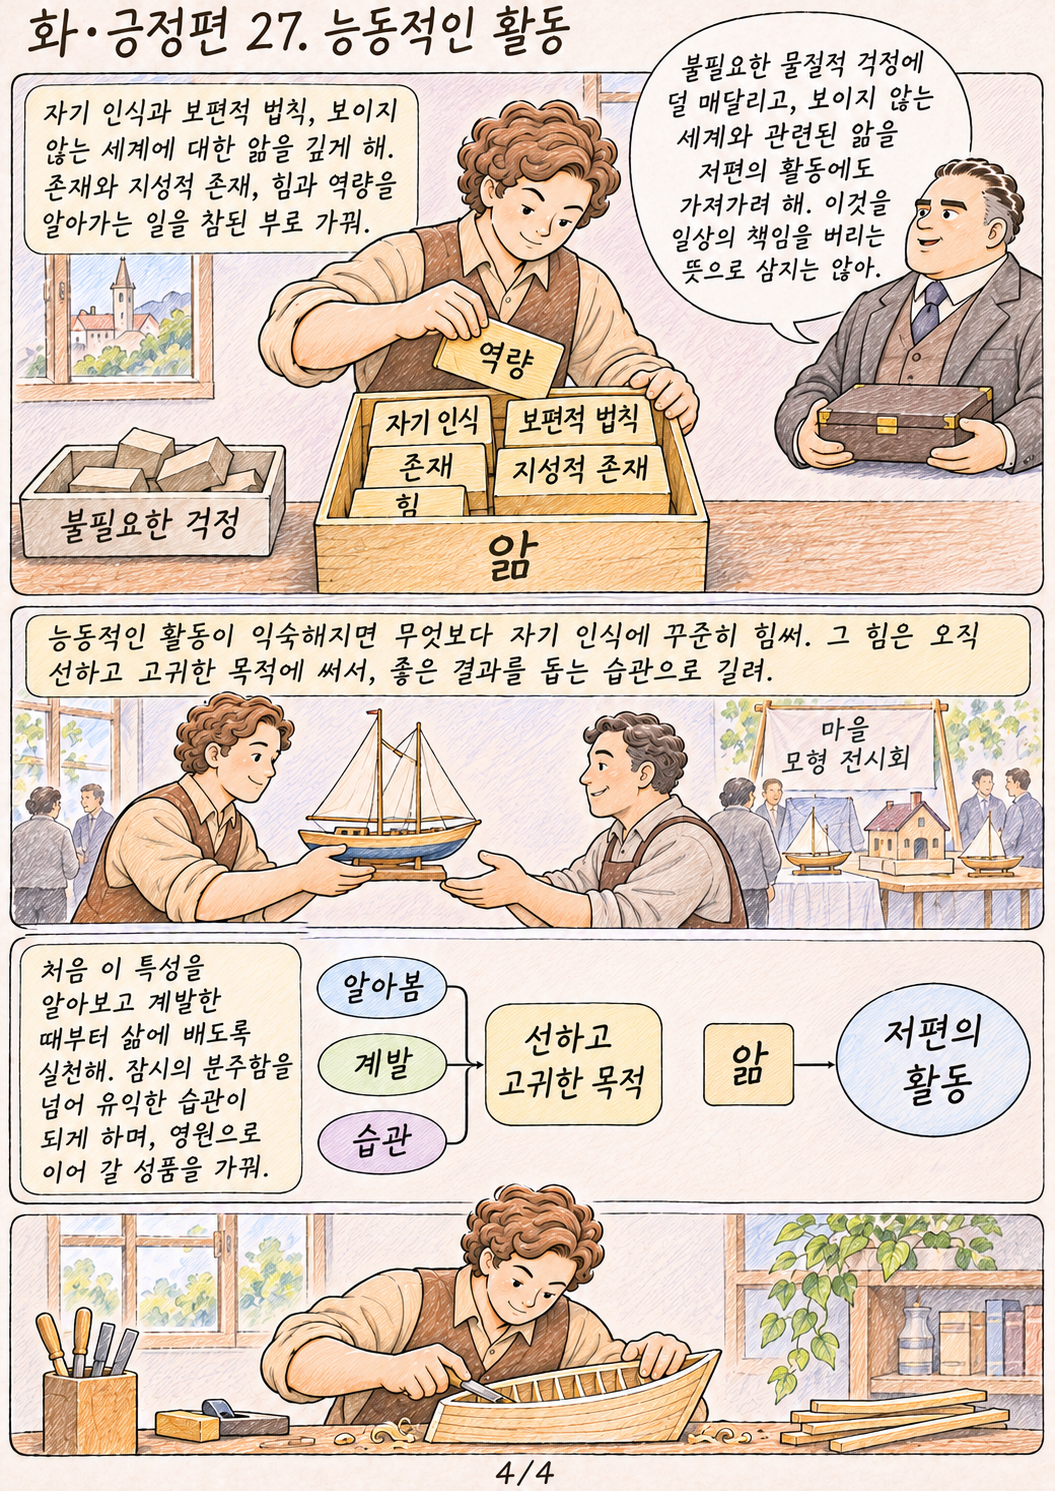 화·긍정편 27. 능동적인 활동
자기 인식과 보편적 법칙, 보이지
않는 세계에 대한 앎을 깊게 해.
존재와 지성적 존재, 힘과 역량을
알아가는 일을 참된 부로 가꿔.
불필요한 물질적 걱정에
덜 매달리고, 보이지 않는
세계와 관련된 앎을
저편의 활동에도
가져가려 해. 이것을
일상의 책임을 버리는
뜻으로 삼지는 않아.
역량
자기 인식
보편적 법칙
존재
지성적 존재
힘
불필요한 걱정
앎
능동적인 활동이 익숙해지면 무엇보다 자기 인식에 꾸준히 힘써. 그 힘은 오직
선하고 고귀한 목적에 써서, 좋은 결과를 돕는 습관으로 길러.
마을
모형 전시회
처음 이 특성을
알아보고 계발한
때부터 삶에 배도록
실천해. 잠시의 분주함을
넘어 유익한 습관이
되게 하며, 영원으로
이어 갈 성품을 가꿔.
알아봄
계발
습관
선하고
고귀한 목적
앎
저편의
활동
4/4